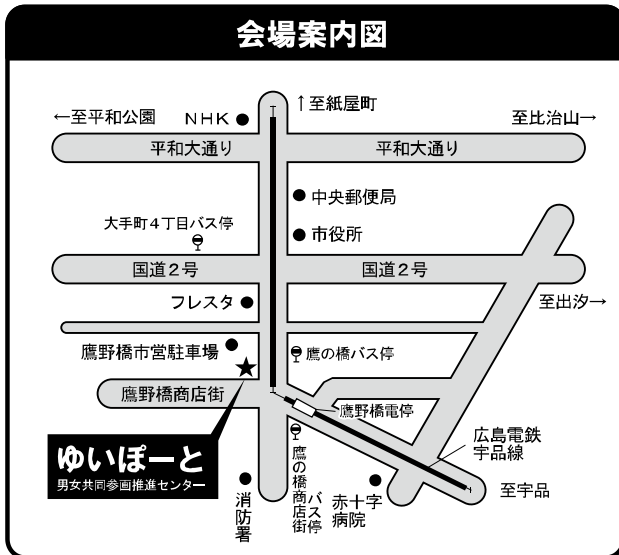 会場案内図
↑至紙屋町
←至平和公園
NHK
至比治山→
平和大通り
平和大通り
中央郵便局
大手町4丁目バス停
市役所
国道2号
国道2号
フレスタ
至出汐→
鷹野橋市営駐車場
鷹の橋バス停
鷹野橋商店街
鷹野橋電停
広島電鉄
宇品線
ゆいぽーと
男女共同参画推進センター
鷹の橋商店街
バス停
至宇品
消防署
赤十字
病院